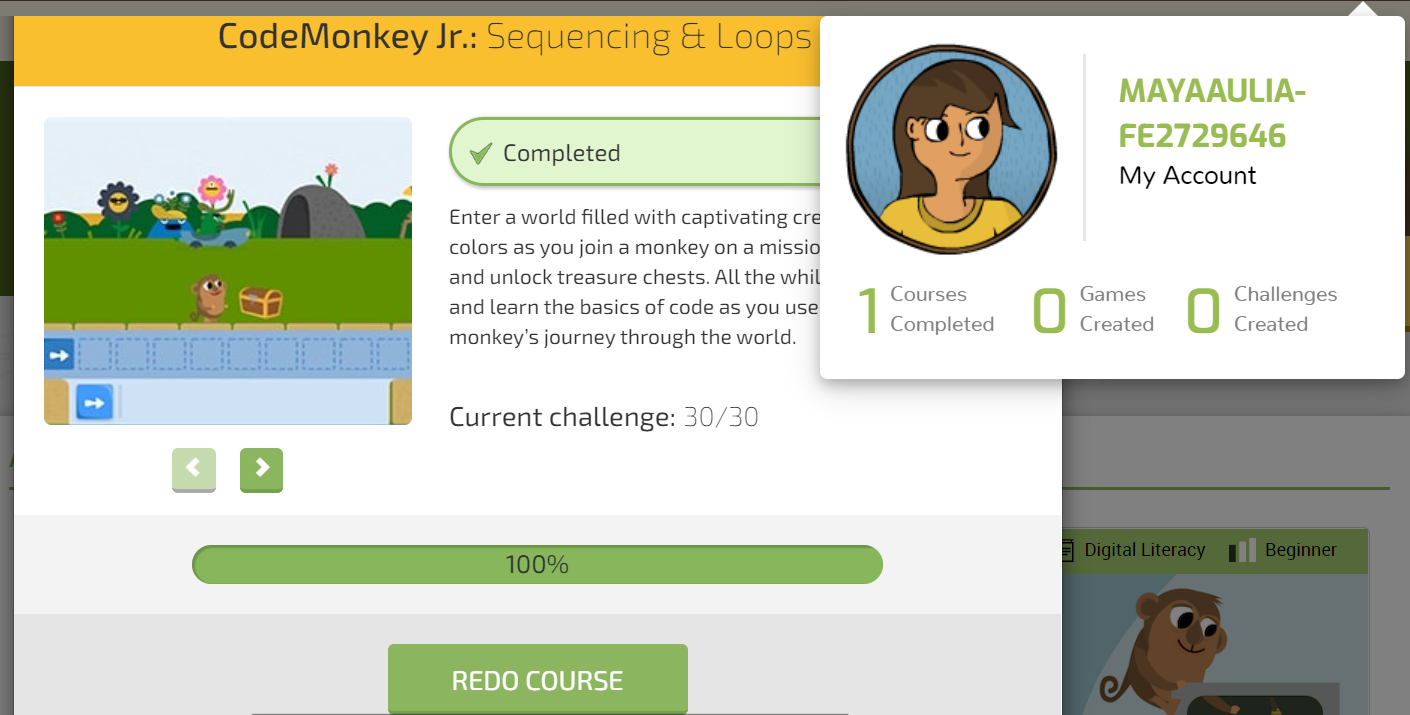 CodeMonkey Jr.: Sequencing & Loops
Completed
Enter a world filled with captivating cre
colors as you join a monkey on a missio
and unlock treasure chests. All the whil
and learn the basics of code as you use
monkey's journey through the world.
Current challenge: 30/30
100%
REDO COURSE
MAYAAULIA-
FE2729646
My Account
1 Courses
Completed
0 Games
Created
0 Challenges
Created
Digital Literacy
Beginner